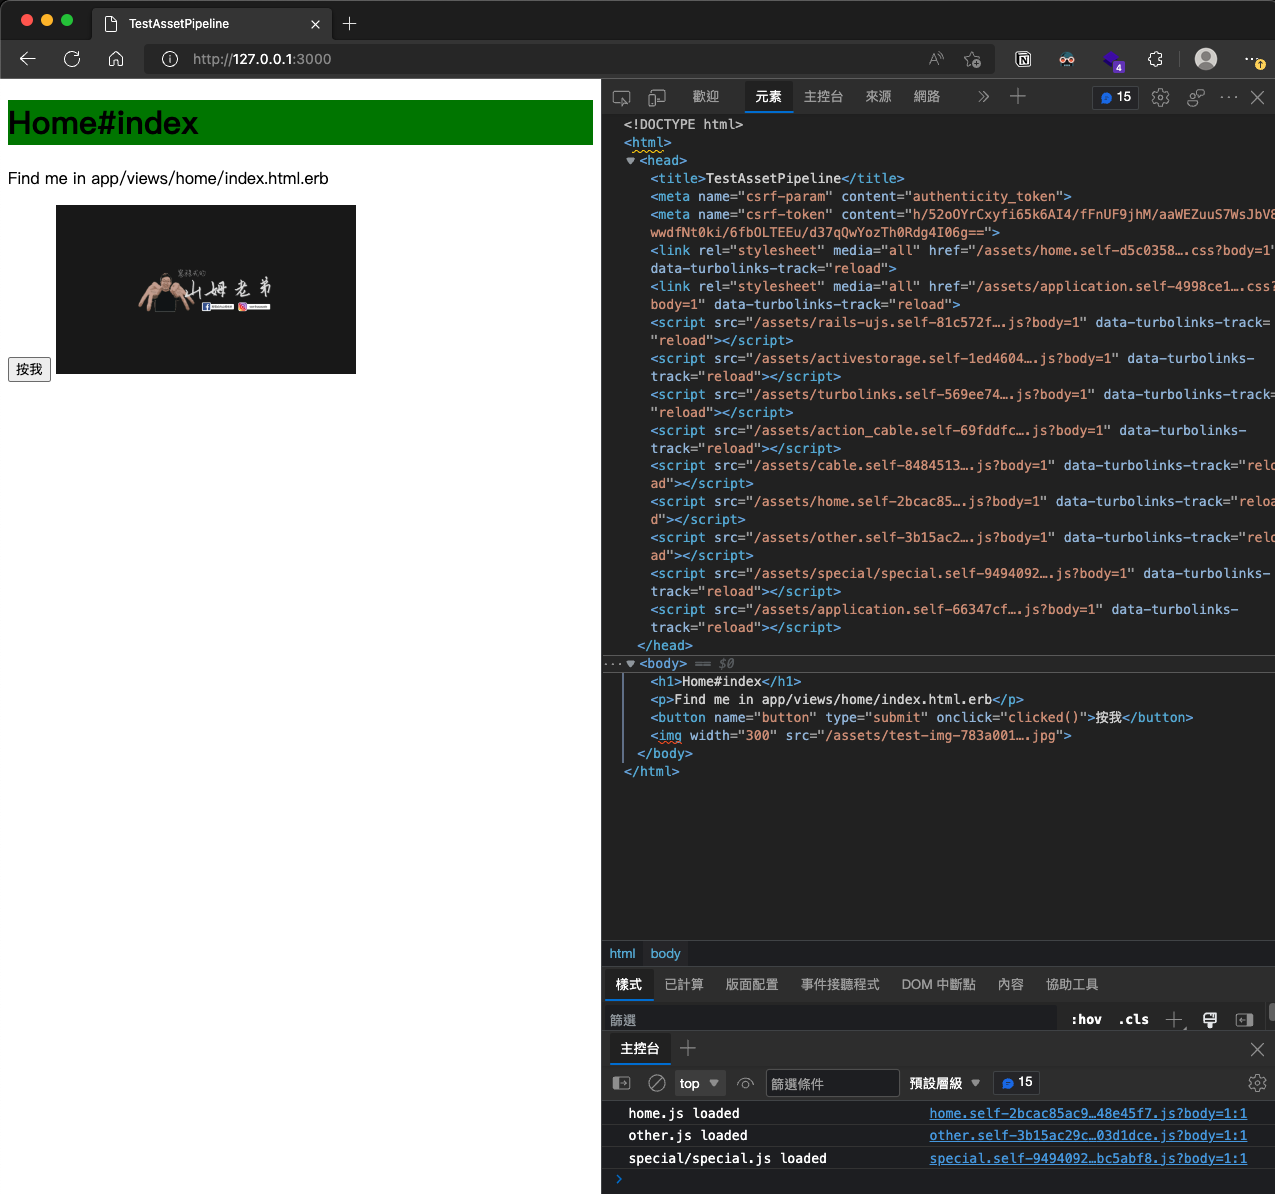 TestAssetPipeline
http://127.0.0.1:3000
4
Home#index
Find me in app/views/home/index.html.erb
山姆老弟
按我
歡迎 元素 主控台 來源 網路 15
<!DOCTYPE html>
<html>
<head>
<title>TestAssetPipeline</title>
<meta name="csrf-param" content="authenticity_token">
<meta name="csrf-token" content="h/52oOYrCxyfi65k6AI4/fFnUF9jhM/aaWEZuuS7WsJbV8
wwdfNt0ki/6fbOLTEEu/d37qQwYozTh0Rdg4I06g==">
<link rel="stylesheet" media="all" href="/assets/home.self-d5c0358….css?body=1"
data-turbolinks-track="reload">
<link rel="stylesheet" media="all" href="/assets/application.self-4998ce1….css?
body=1" data-turbolinks-track="reload">
<script src="/assets/rails-ujs.self-81c572f….js?body=1" data-turbolinks-track=
"reload"></script>
<script src="/assets/activestorage.self-1ed4604….js?body=1" data-turbolinks-
track="reload"></script>
<script src="/assets/turbolinks.self-569ee74….js?body=1" data-turbolinks-track=
"reload"></script>
<script src="/assets/action_cable.self-69fddfc….js?body=1" data-turbolinks-
track="reload"></script>
<script src="/assets/cable.self-8484513….js?body=1" data-turbolinks-track="relo
ad"></script>
<script src="/assets/home.self-2bcac85….js?body=1" data-turbolinks-track="reloa
d"></script>
<script src="/assets/other.self-3b15ac2….js?body=1" data-turbolinks-track="relo
ad"></script>
<script src="/assets/special/special.self-9494092….js?body=1" data-turbolinks-
track="reload"></script>
<script src="/assets/application.self-66347cf….js?body=1" data-turbolinks-
track="reload"></script>
</head>
<body> == $0
<h1>Home#index</h1>
<p>Find me in app/views/home/index.html.erb</p>
<button name="button" type="submit" onclick="clicked()">按我</button>
<img width="300" src="/assets/test-img-783a001….jpg">
</body>
</html>
html body
樣式 已計算 版面配置 事件接聽程式 DOM 中斷點 內容 協助工具
篩選 :hov .cls
主控台
top 篩選條件 預設層級 15
home.js loaded home.self-2bcac85ac9…48e45f7.js?body=1:1
other.js loaded other.self-3b15ac29c…03d1dce.js?body=1:1
special/special.js loaded special.self-9494092…bc5abf8.js?body=1:1